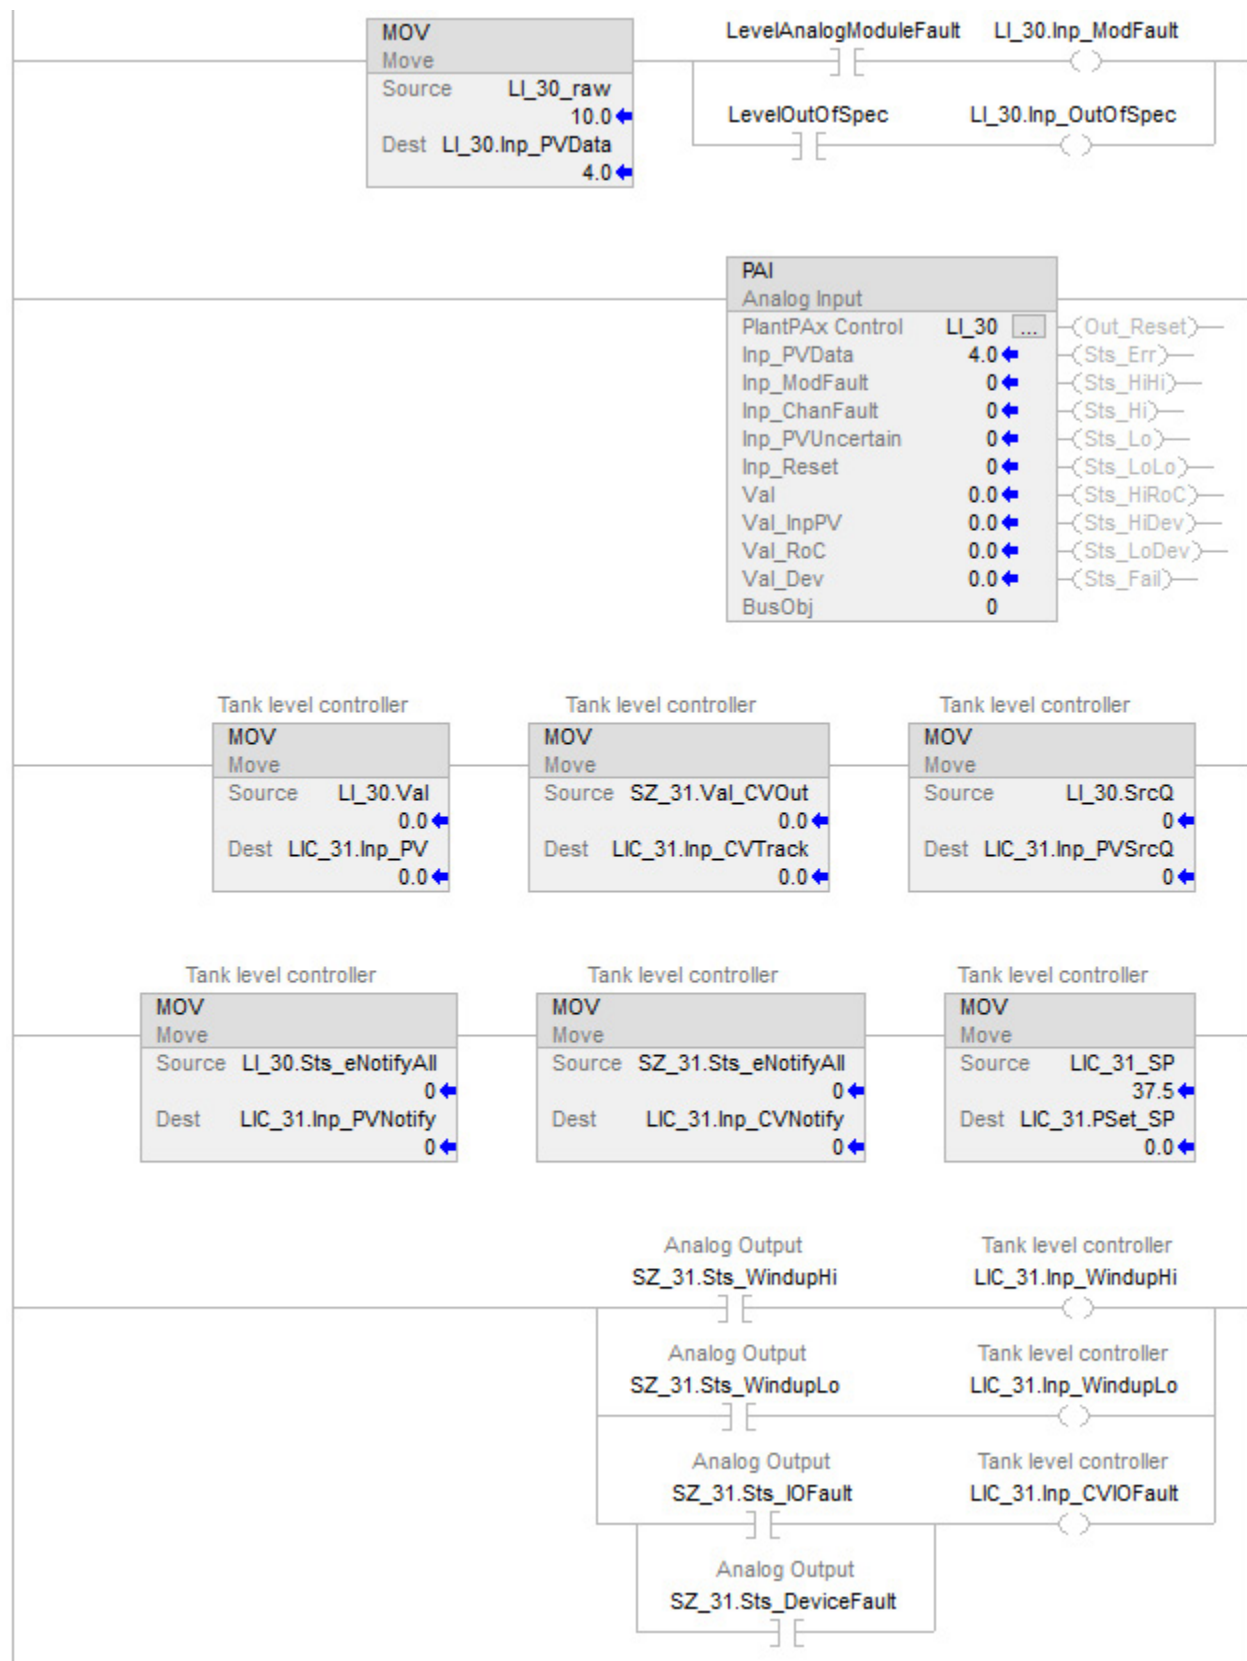 MOV
Move
Source LI_30_raw
10.0
Dest LI_30.Inp_PVData
4.0
LevelAnalogModuleFault LI_30.Inp_ModFault
LevelOutOfSpec LI_30.Inp_OutOfSpec
PAI
Analog Input
PlantPAx Control LI_30 ... Out_Reset
Inp_PVData 4.0 Sts_Err
Inp_ModFault 0 Sts_HiHi
Inp_ChanFault 0 Sts_Hi
Inp_PVUncertain 0 Sts_Lo
Inp_Reset 0 Sts_LoLo
Val 0.0 Sts_HiRoC
Val_InpPV 0.0 Sts_HiDev
Val_RoC 0.0 Sts_LoDev
Val_Dev 0.0 Sts_Fail
BusObj 0
Tank level controller
MOV
Move
Source LI_30.Val
0.0
Dest LIC_31.Inp_PV
0.0
Tank level controller
MOV
Move
Source SZ_31.Val_CVOut
0.0
Dest LIC_31.Inp_CVTrack
0.0
Tank level controller
MOV
Move
Source LI_30.SrcQ
0
Dest LIC_31.Inp_PVSrcQ
0
Tank level controller
MOV
Move
Source LI_30.Sts_eNotifyAll
0
Dest LIC_31.Inp_PVNotify
0
Tank level controller
MOV
Move
Source SZ_31.Sts_eNotifyAll
0
Dest LIC_31.Inp_CVNotify
0
Tank level controller
MOV
Move
Source LIC_31_SP
37.5
Dest LIC_31.PSet_SP
0.0
Analog Output Tank level controller
SZ_31.Sts_WindupHi LIC_31.Inp_WindupHi
Analog Output Tank level controller
SZ_31.Sts_WindupLo LIC_31.Inp_WindupLo
Analog Output Tank level controller
SZ_31.Sts_IOFault LIC_31.Inp_CVIOFault
Analog Output
SZ_31.Sts_DeviceFault